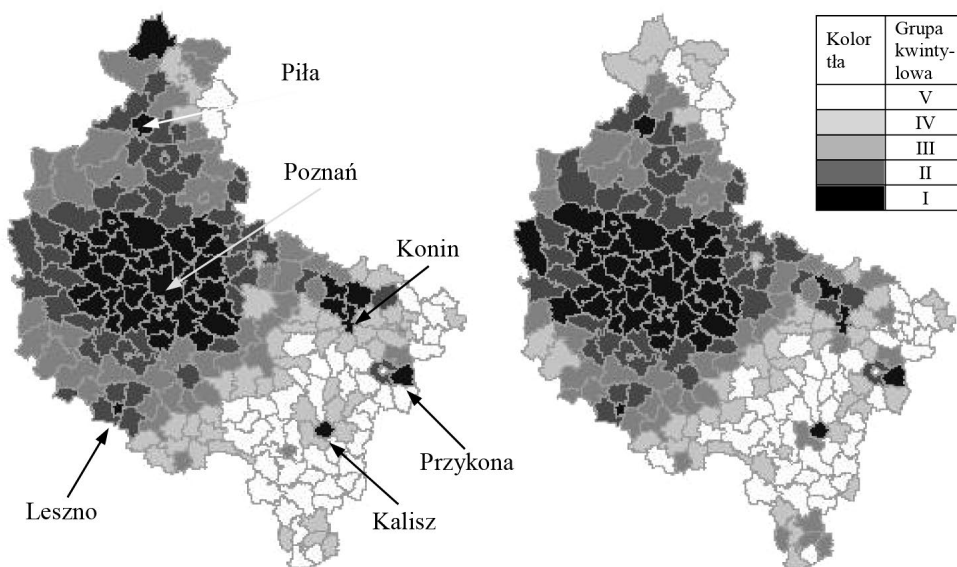 Piła
Poznań
Konin
Przykona
Kalisz
Leszno
Kolor tła
Grupa kwinty-lowa
V
IV
III
II
I